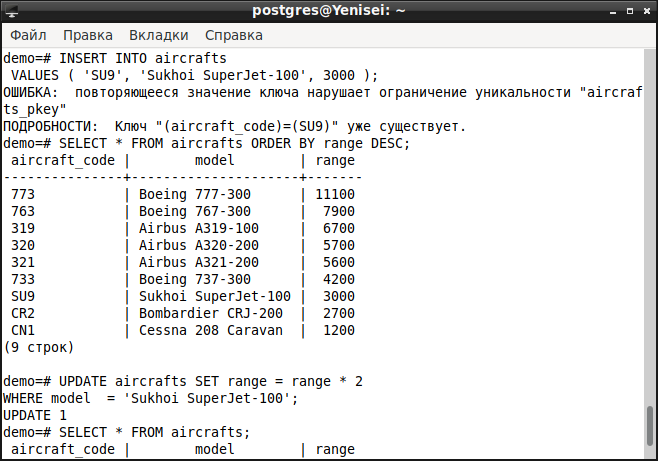 postgres@Yenisei: ~
Файл Правка Вкладки Справка
demo=# INSERT INTO aircrafts
 VALUES ( 'SU9', 'Sukhoi SuperJet-100', 3000 );
ОШИБКА:  повторяющееся значение ключа нарушает ограничение уникальности "aircraf
ts_pkey"
ПОДРОБНОСТИ:  Ключ "(aircraft_code)=(SU9)" уже существует.
demo=# SELECT * FROM aircrafts ORDER BY range DESC;
 aircraft_code |        model        | range
---------------+---------------------+-------
 773           | Boeing 777-300      | 11100
 763           | Boeing 767-300      |  7900
 319           | Airbus A319-100     |  6700
 320           | Airbus A320-200     |  5700
 321           | Airbus A321-200     |  5600
 733           | Boeing 737-300      |  4200
 SU9           | Sukhoi SuperJet-100 |  3000
 CR2           | Bombardier CRJ-200  |  2700
 CN1           | Cessna 208 Caravan  |  1200
(9 строк)

demo=# UPDATE aircrafts SET range = range * 2
WHERE model  = 'Sukhoi SuperJet-100';
UPDATE 1
demo=# SELECT * FROM aircrafts;
 aircraft_code |        model        | range